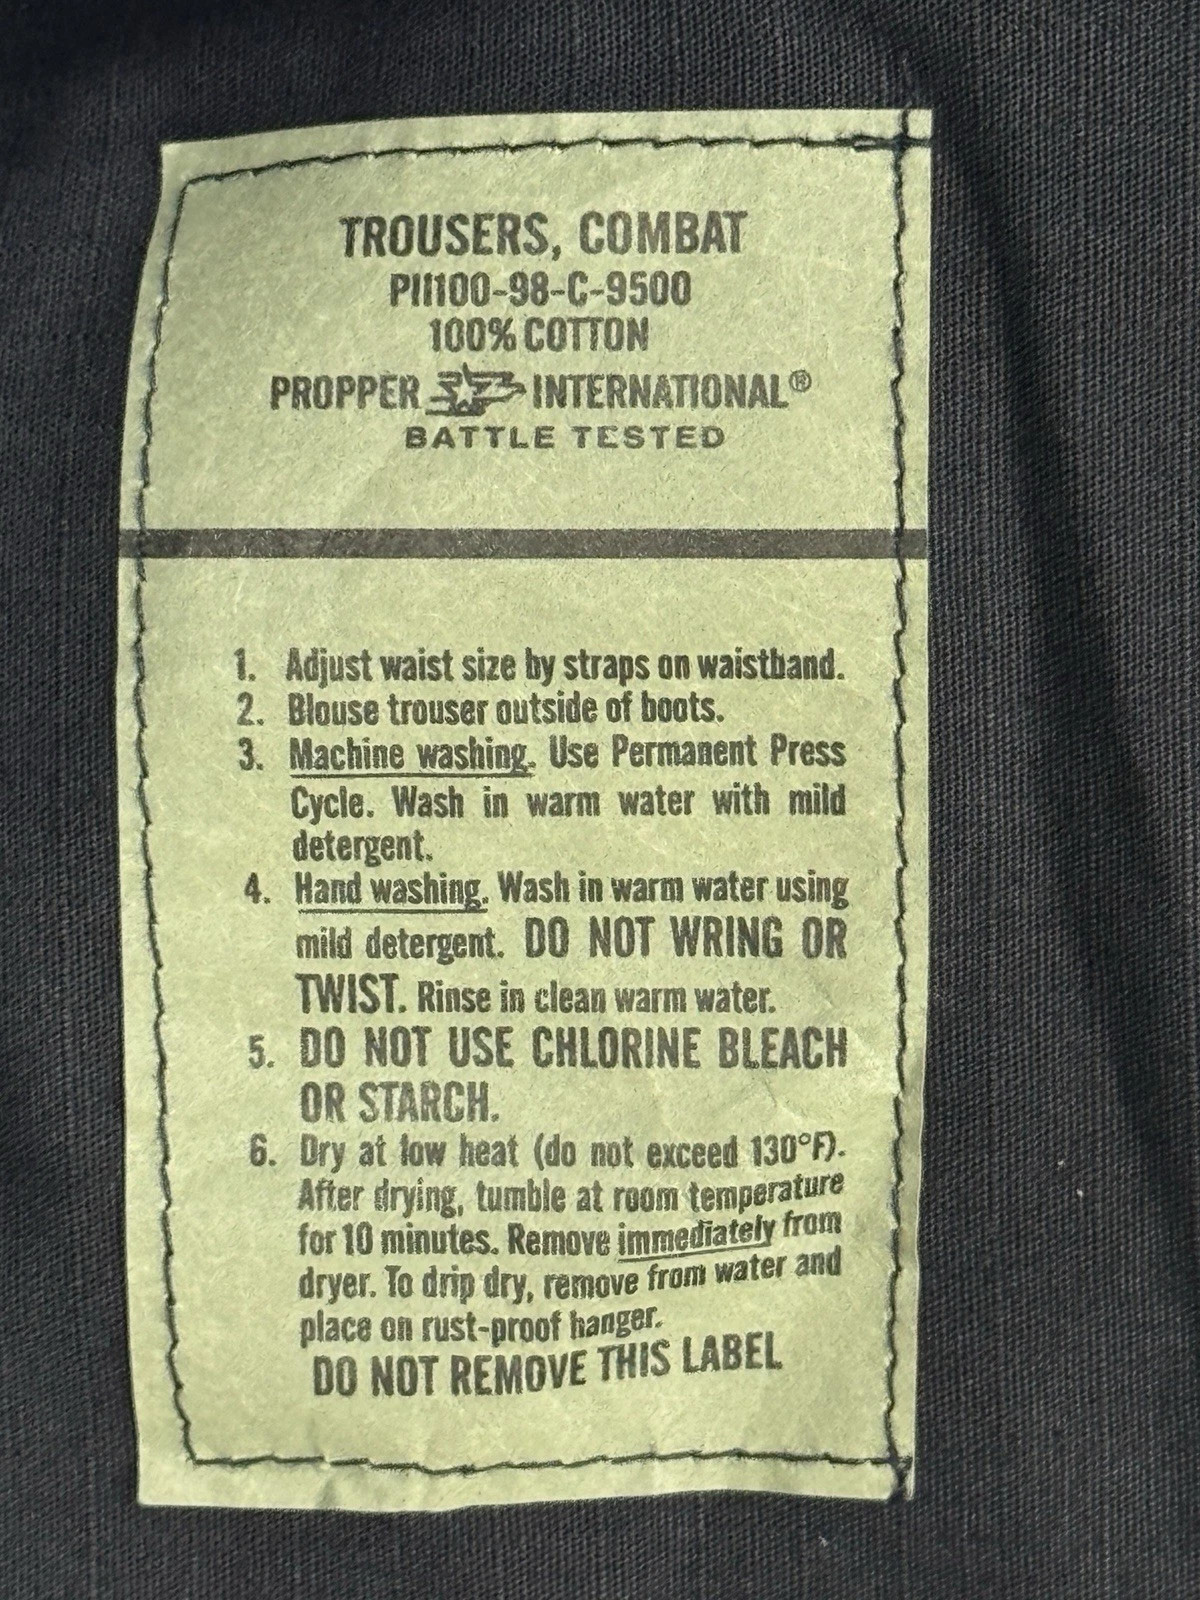 TROUSERS, COMBAT
PII100-98-C-9500
100% COTTON
PROPPER INTERNATIONAL®
BATTLE TESTED
1. Adjust waist size by straps on waistband.
2. Blouse trouser outside of boots.
3. Machine washing. Use Permanent Press
Cycle. Wash in warm water with mild
detergent.
4. Hand washing. Wash in warm water using
mild detergent. DO NOT WRING OR
TWIST. Rinse in clean warm water.
5. DO NOT USE CHLORINE BLEACH
OR STARCH.
6. Dry at low heat (do not exceed 130°F).
After drying, tumble at room temperature
for 10 minutes. Remove immediately from
dryer. To drip dry, remove from water and
place on rust-proof hanger.
DO NOT REMOVE THIS LABEL